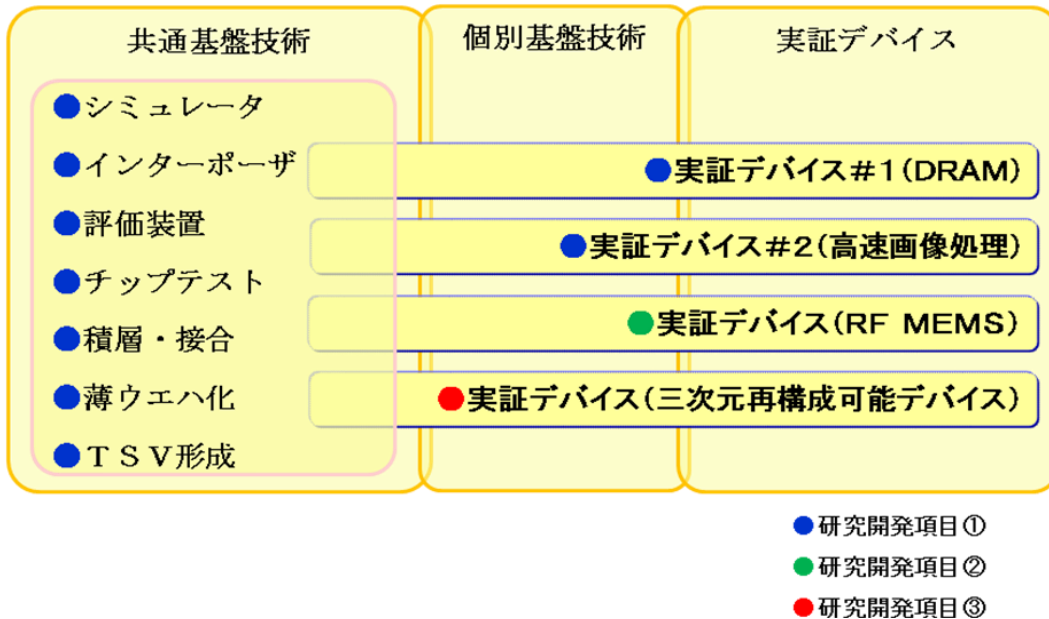 共通基盤技術
個別基盤技術
実証デバイス
●シミュレータ
●インターポーザ
●評価装置
●チップテスト
●積層・接合
●薄ウエハ化
●ＴＳＶ形成
●実証デバイス＃1(DRAM)
●実証デバイス＃2(高速画像処理)
●実証デバイス(RF MEMS)
●実証デバイス(三次元再構成可能デバイス)
●研究開発項目①
●研究開発項目②
●研究開発項目③